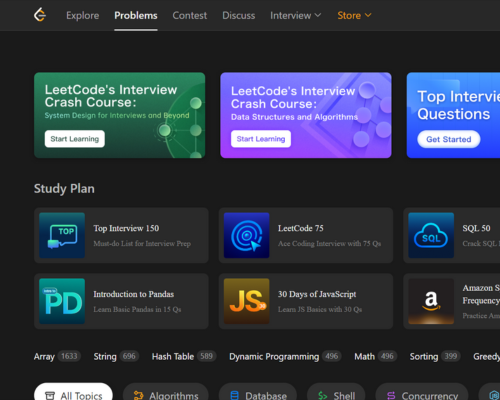 Explore Problems Contest Discuss Interview Store
LeetCode's Interview
Crash Course:
System Design for Interviews and Beyond
Start Learning
LeetCode's Interview
Crash Course:
Data Structures and Algorithms
Start Learning
Top Intervie
Questions
Get Started
Study Plan
TOP
Top Interview 150
Must-do List for Interview Prep
LeetCode 75
Ace Coding Interview with 75 Qs
SQL
SQL 50
Crack SQL
PD
Introduction to Pandas
Learn Basic Pandas in 15 Qs
JS
30 Days of JavaScript
Learn JS Basics with 30 Qs
a
Amazon S
Frequency
Practice Am
Array 1633 String 696 Hash Table 589 Dynamic Programming 496 Math 496 Sorting 399 Greedy
All Topics Algorithms Database Shell Concurrency